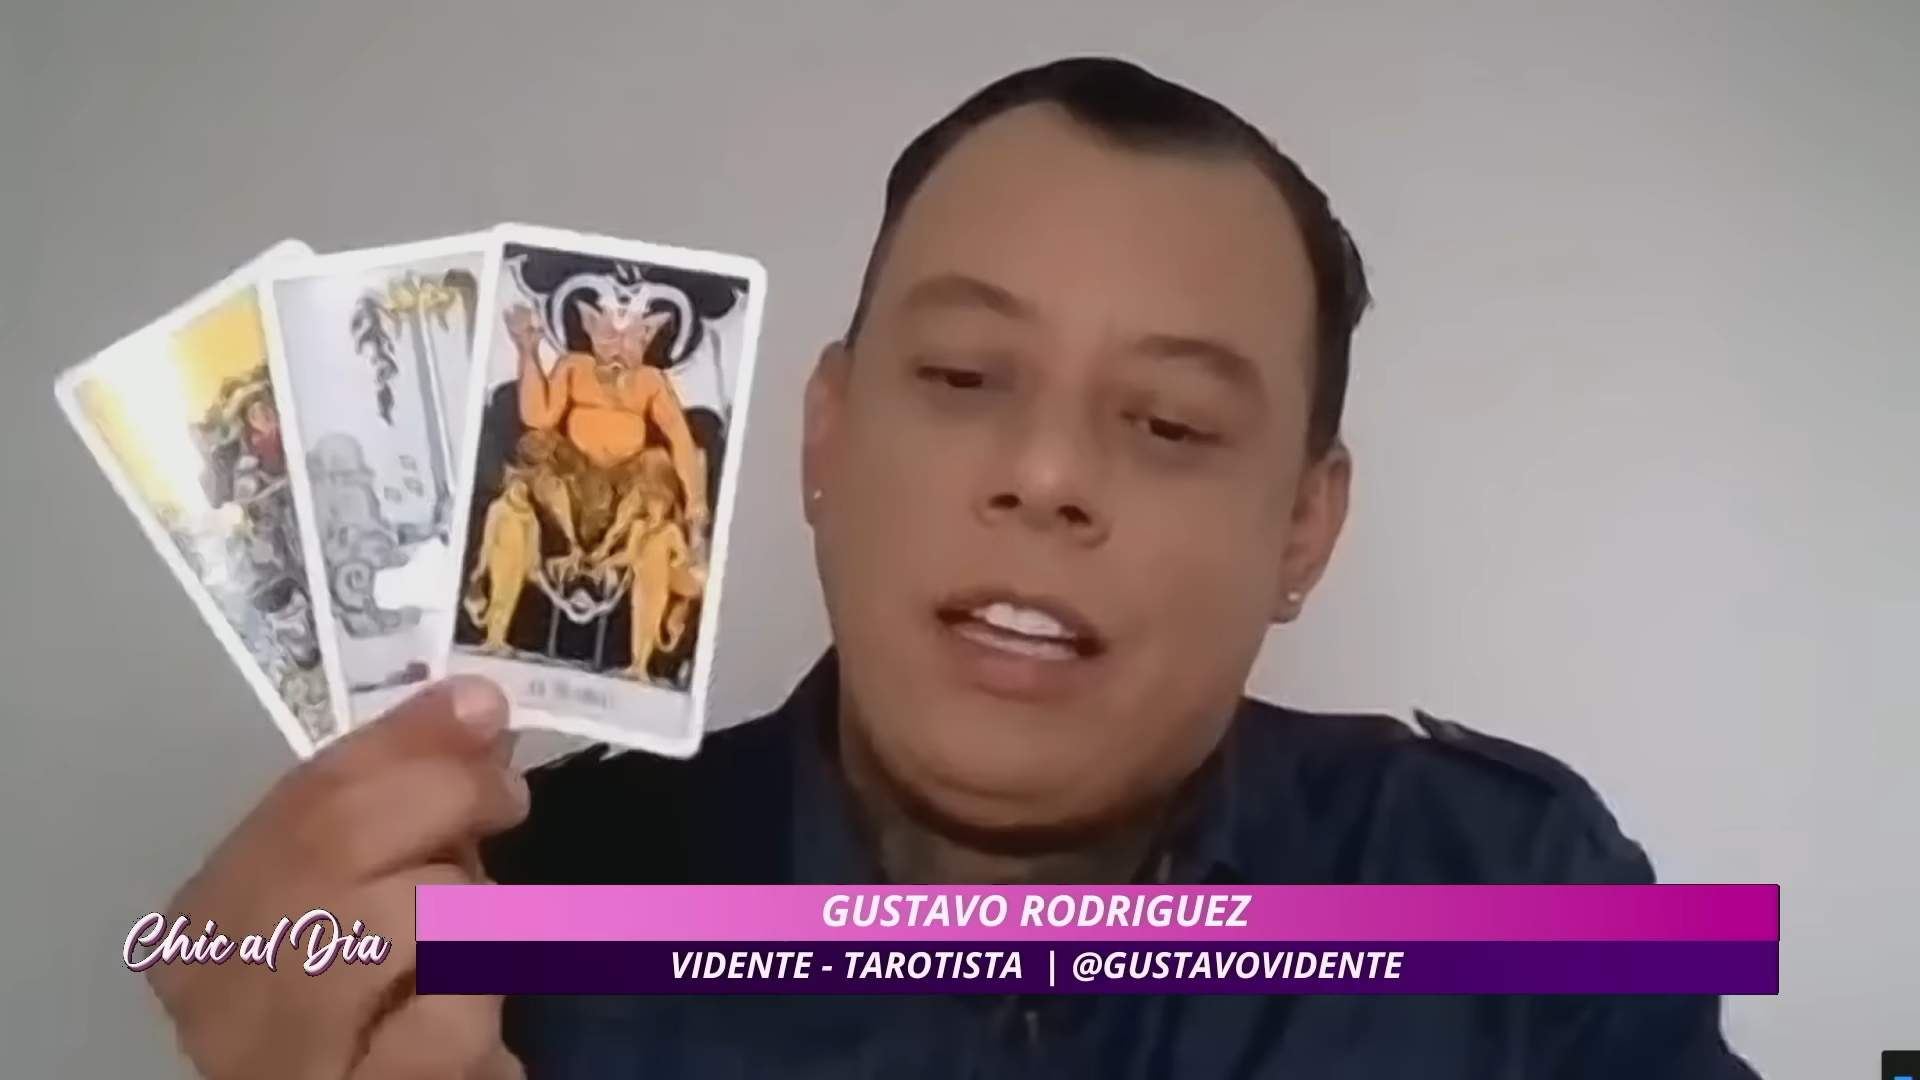 GUSTAVO RODRIGUEZ
Chic al Dia
VIDENTE - TAROTISTA | @GUSTAVOVIDENTE